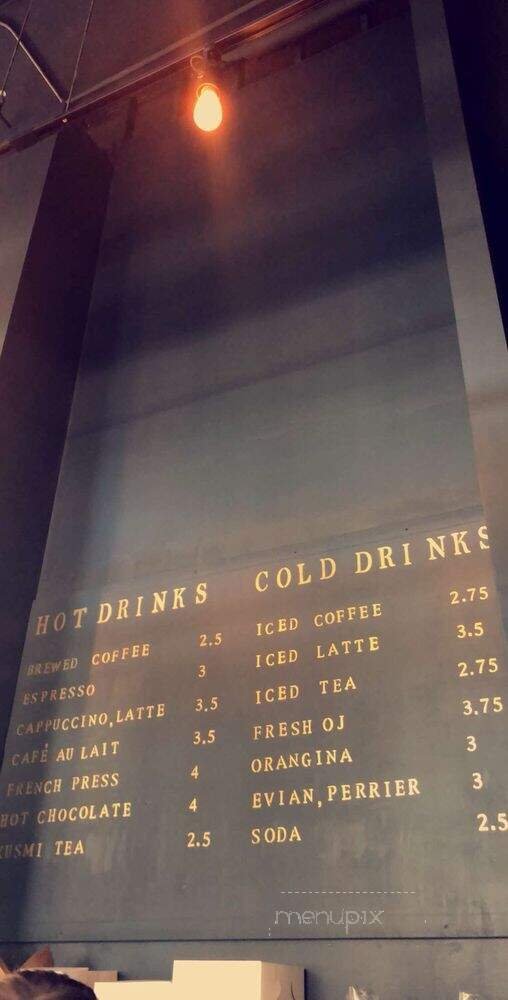 HOT DRINKS
BREWED COFFEE 2.5
ESPRESSO 3
CAPPUCCINO, LATTE 3.5
CAFÉ AU LAIT 3.5
FRENCH PRESS 4
HOT CHOCOLATE 4
KUSMI TEA 2.5
COLD DRINKS
ICED COFFEE 2.75
ICED LATTE 3.5
ICED TEA 2.75
FRESH OJ 3.75
ORANGINA 3
EVIAN, PERRIER 3
SODA 2.5
menupix